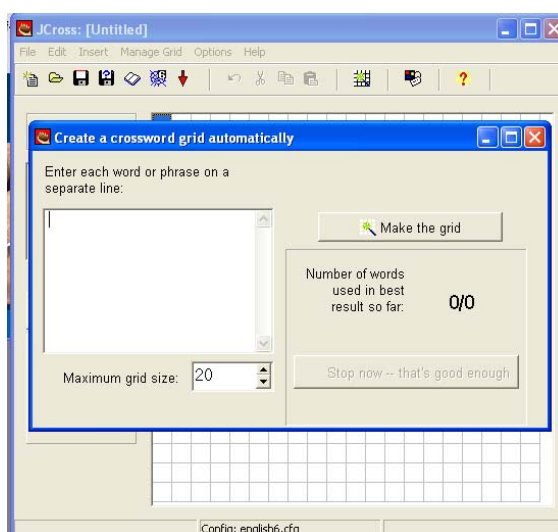 JCross: [Untitled]
File Edit Insert Manage Grid Options Help
Create a crossword grid automatically
Enter each word or phrase on a
separate line:
Make the grid
Number of words
used in best
result so far:
0/0
Maximum grid size: 20
Stop now -- that's good enough
Config: english6.cfg